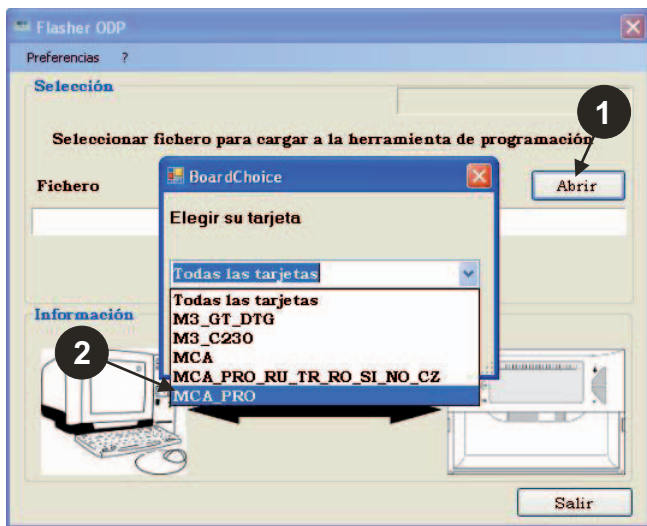 Flasher ODP
Preferencias ?
Selección
1
Seleccionar fichero para cargar a la herramienta de programación
Fichero
BoardChoice
Abrir
Elegir su tarjeta
Todas las tarjetas
Todas las tarjetas
M3_GT_DTG
M3_C230
MCA
MCA_PRO_RU_TR_RO_SI_NO_CZ
MCA_PRO
Información
2
Salir